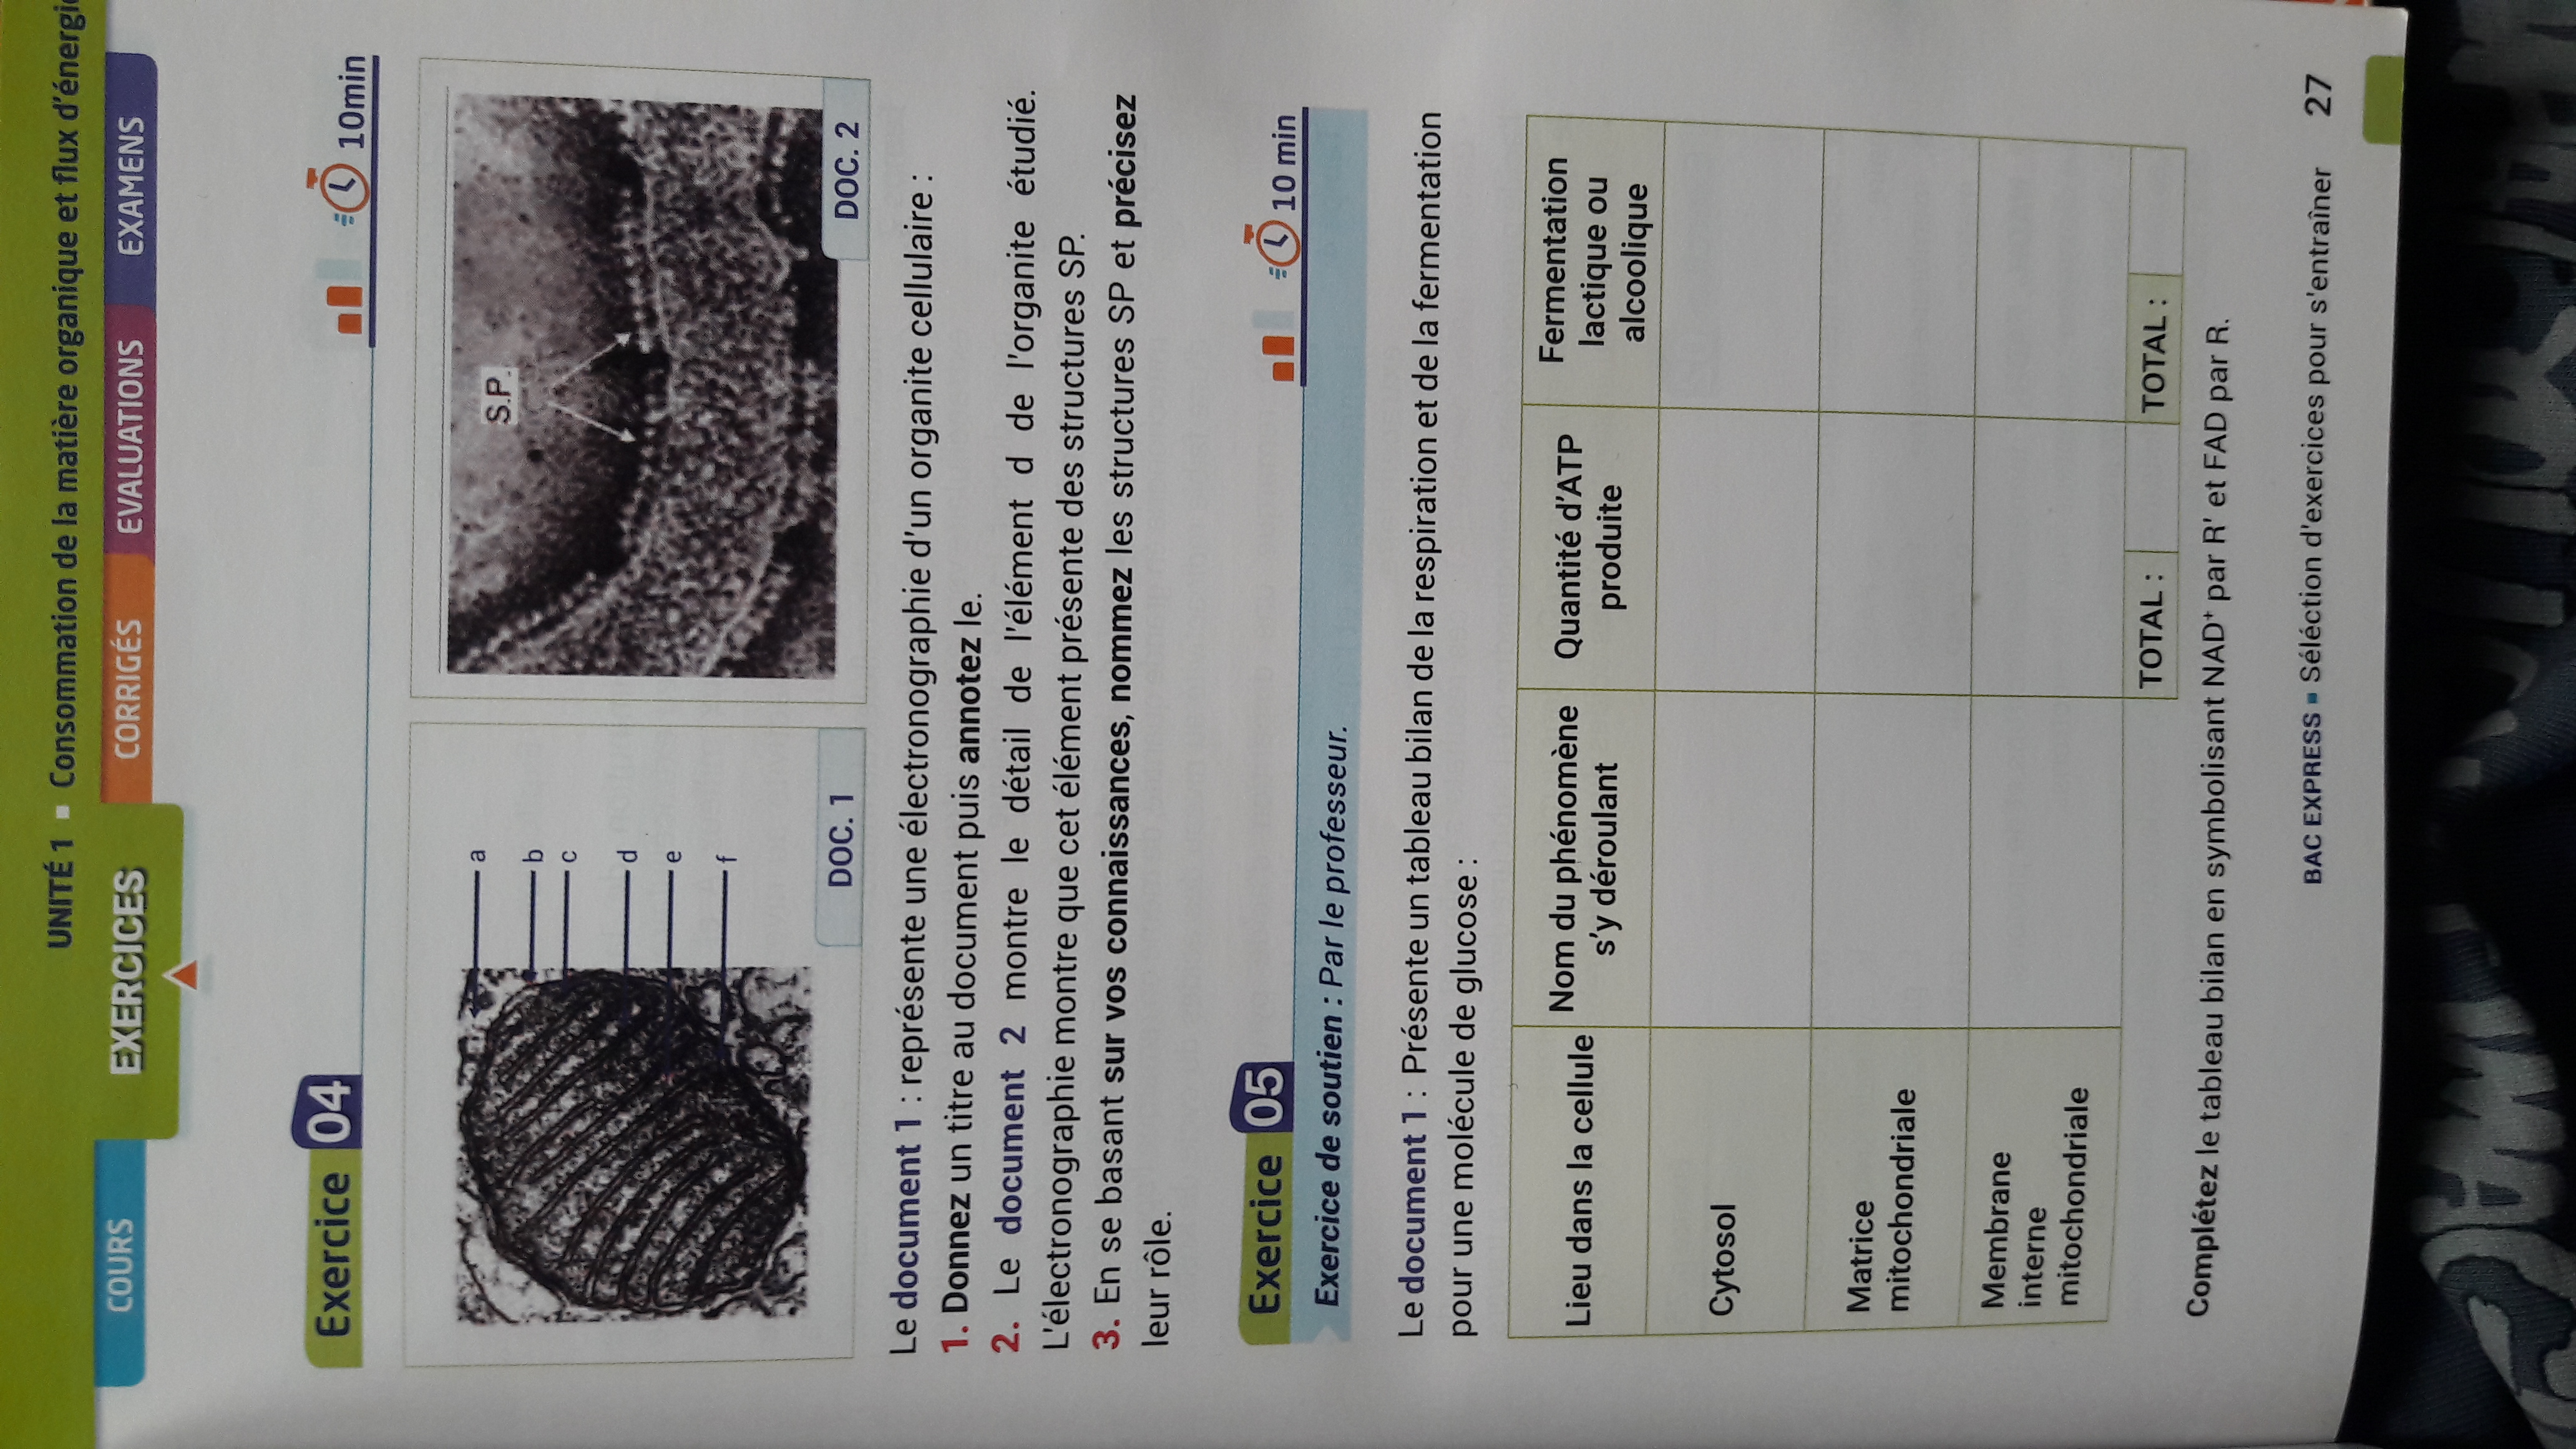 UNITÉ 1 ▪ Consommation de la matière organique et flux d'énergie
COURS
EXERCICES
CORRIGÉS
EVALUATIONS
EXAMENS
Exercice 04
10min
a
b
c
d
e
f
DOC. 1
S.P.
DOC. 2
Le document 1 : représente une électronographie d'un organite cellulaire :
1. Donnez un titre au document puis annotez le.
2. Le document 2 montre le détail de l'élément d de l'organite étudié.
L'électronographie montre que cet élément présente des structures SP.
3. En se basant sur vos connaissances, nommez les structures SP et précisez
leur rôle.
Exercice 05
10 min
Exercice de soutien : Par le professeur.
Le document 1 : Présente un tableau bilan de la respiration et de la fermentation
pour une molécule de glucose :
Lieu dans la cellule
Nom du phénomène
s'y déroulant
Quantité d'ATP
produite
Fermentation
lactique ou
alcoolique
Cytosol
Matrice
mitochondriale
Membrane
interne
mitochondriale
TOTAL :
TOTAL :
Complétez le tableau bilan en symbolisant NAD⁺ par R' et FAD par R.
BAC EXPRESS ▪ Séléction d'exercices pour s'entraîner 27